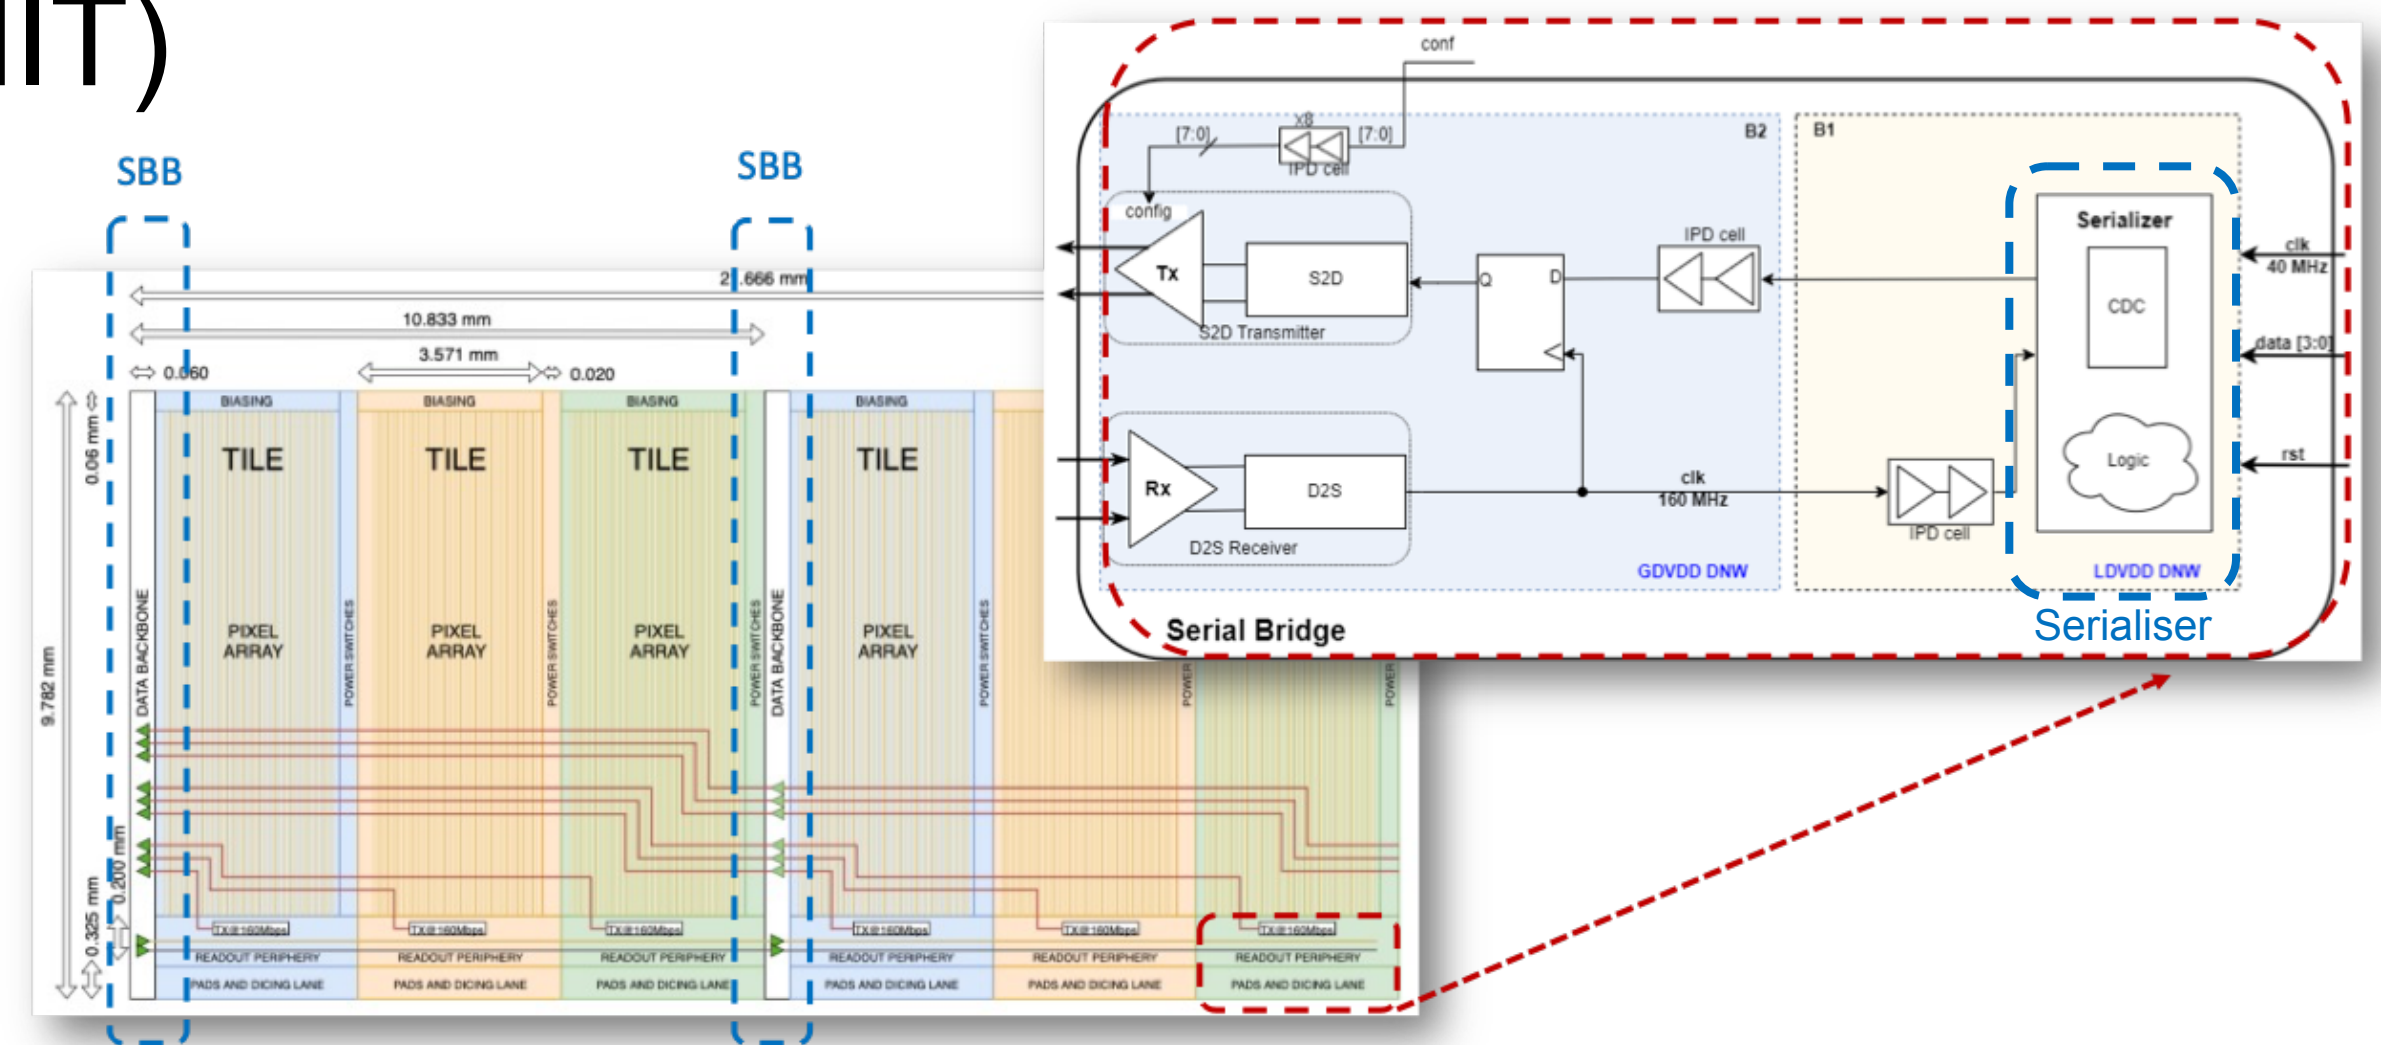 IIT)
SBB
SBB
21.666 mm
10.833 mm
3.571 mm
0.060
0.020
0.06 mm
9.782 mm
0.200 mm
0.325 mm
BIASING
BIASING
BIASING
BIASING
TILE
TILE
TILE
TILE
DATA BACKBONE
PIXEL
ARRAY
POWER SWITCHES
PIXEL
ARRAY
POWER SWITCHES
PIXEL
ARRAY
POWER SWITCHES
DATA BACKBONE
PIXEL
ARRAY
POWER SWITCHES
POWER
POWER
TX@160Mbps
TX@160Mbps
TX@160Mbps
TX@160Mbps
TX@160Mbps
TX@160Mbps
READOUT PERIPHERY
READOUT PERIPHERY
READOUT PERIPHERY
READOUT PERIPHERY
READOUT PERIPHERY
READOUT PERIPHERY
PADS AND DICING LANE
PADS AND DICING LANE
PADS AND DICING LANE
PADS AND DICING LANE
PADS AND DICING LANE
PADS AND DICING LANE
conf
x8
[7:0]
[7:0]
IPD cell
B2
B1
config
Tx
S2D
S2D Transmitter
Q
D
IPD cell
Serializer
CDC
Logic
clk
40 MHz
data [3:0]
rst
Rx
D2S
D2S Receiver
clk
160 MHz
IPD cell
GDVDD DNW
LDVDD DNW
Serial Bridge
Serialiser